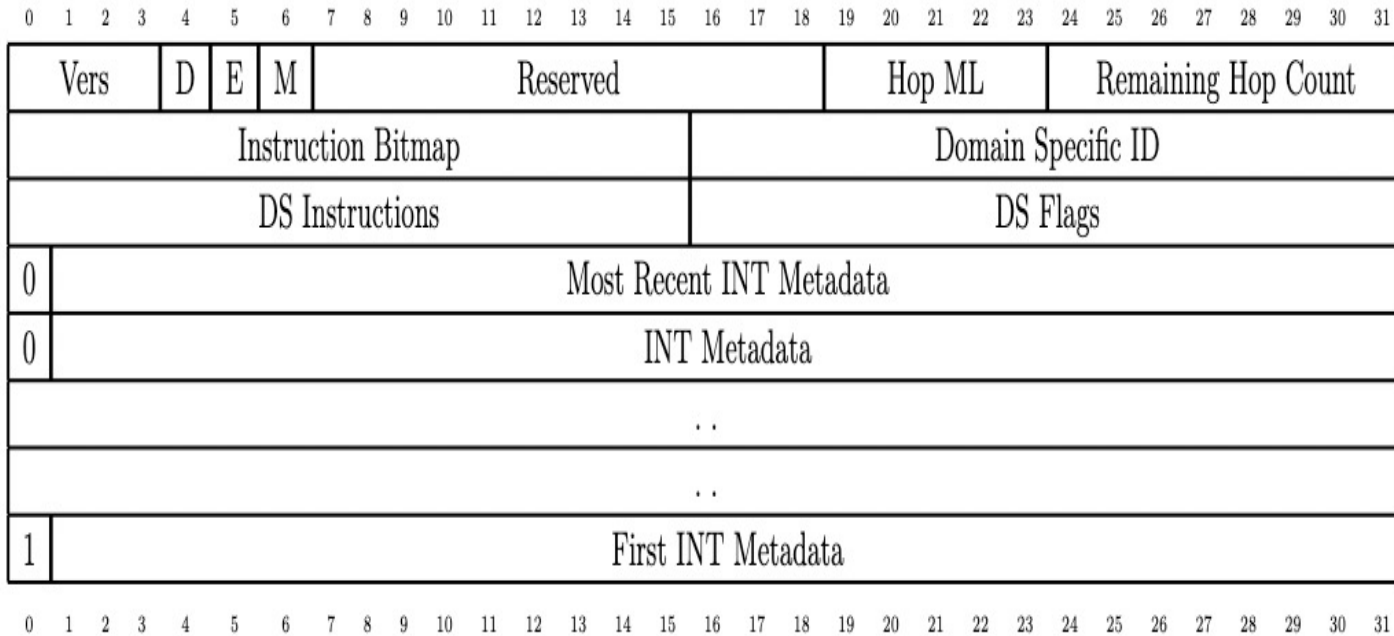 0 1 2 3 4 5 6 7 8 9 10 11 12 13 14 15 16 17 18 19 20 21 22 23 24 25 26 27 28 29 30 31
Vers D E M Reserved Hop ML Remaining Hop Count
Instruction Bitmap Domain Specific ID
DS Instructions DS Flags
0 Most Recent INT Metadata
0 INT Metadata
. .
. .
1 First INT Metadata
0 1 2 3 4 5 6 7 8 9 10 11 12 13 14 15 16 17 18 19 20 21 22 23 24 25 26 27 28 29 30 31